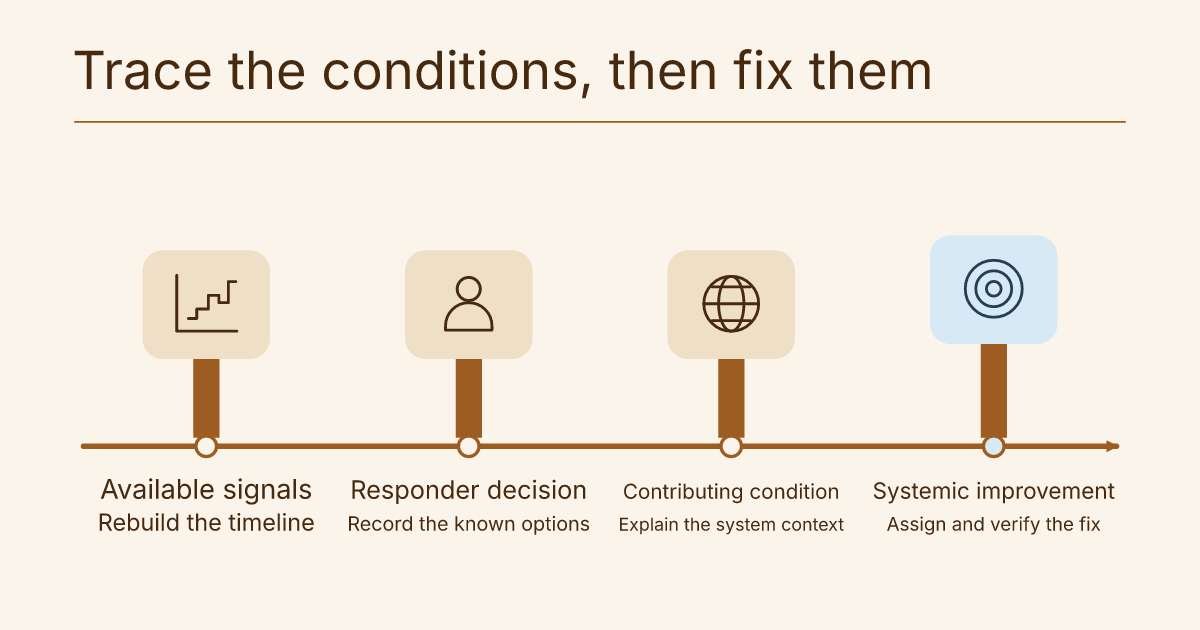 Trace the conditions, then fix them
Available signals
Rebuild the timeline
Responder decision
Record the known options
Contributing condition
Explain the system context
Systemic improvement
Assign and verify the fix